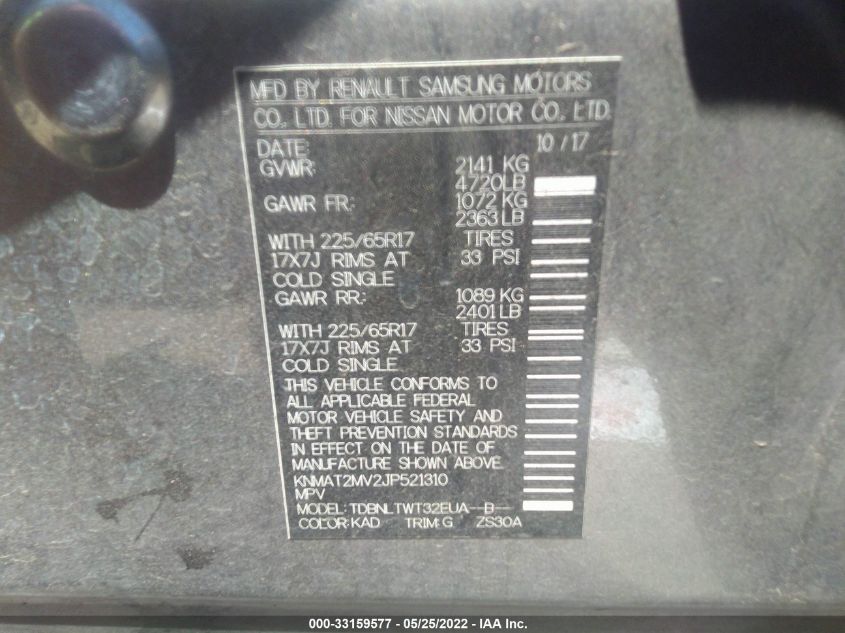 MFD BY RENAULT SAMSUNG MOTORS
CO., LTD. FOR NISSAN MOTOR CO., LTD.
DATE: 10 / 17
GVWR: 2141 KG
4720LB
GAWR FR: 1072 KG
2363 LB
WITH 225/65R17 TIRES
17X7J RIMS AT 33 PSI
COLD SINGLE
GAWR RR: 1089 KG
2401 LB
WITH 225/65R17 TIRES
17X7J RIMS AT 33 PSI
COLD SINGLE
THIS VEHICLE CONFORMS TO
ALL APPLICABLE FEDERAL
MOTOR VEHICLE SAFETY AND
THEFT PREVENTION STANDARDS
IN EFFECT ON THE DATE OF
MANUFACTURE SHOWN ABOVE.
KNMAT2MV2JP521310
MPV
MODEL: TDBNLTWT32EUA--B--
COLOR: KAD TRIM: G ZS30A
000-33159577 - 05/25/2022 - IAA Inc.